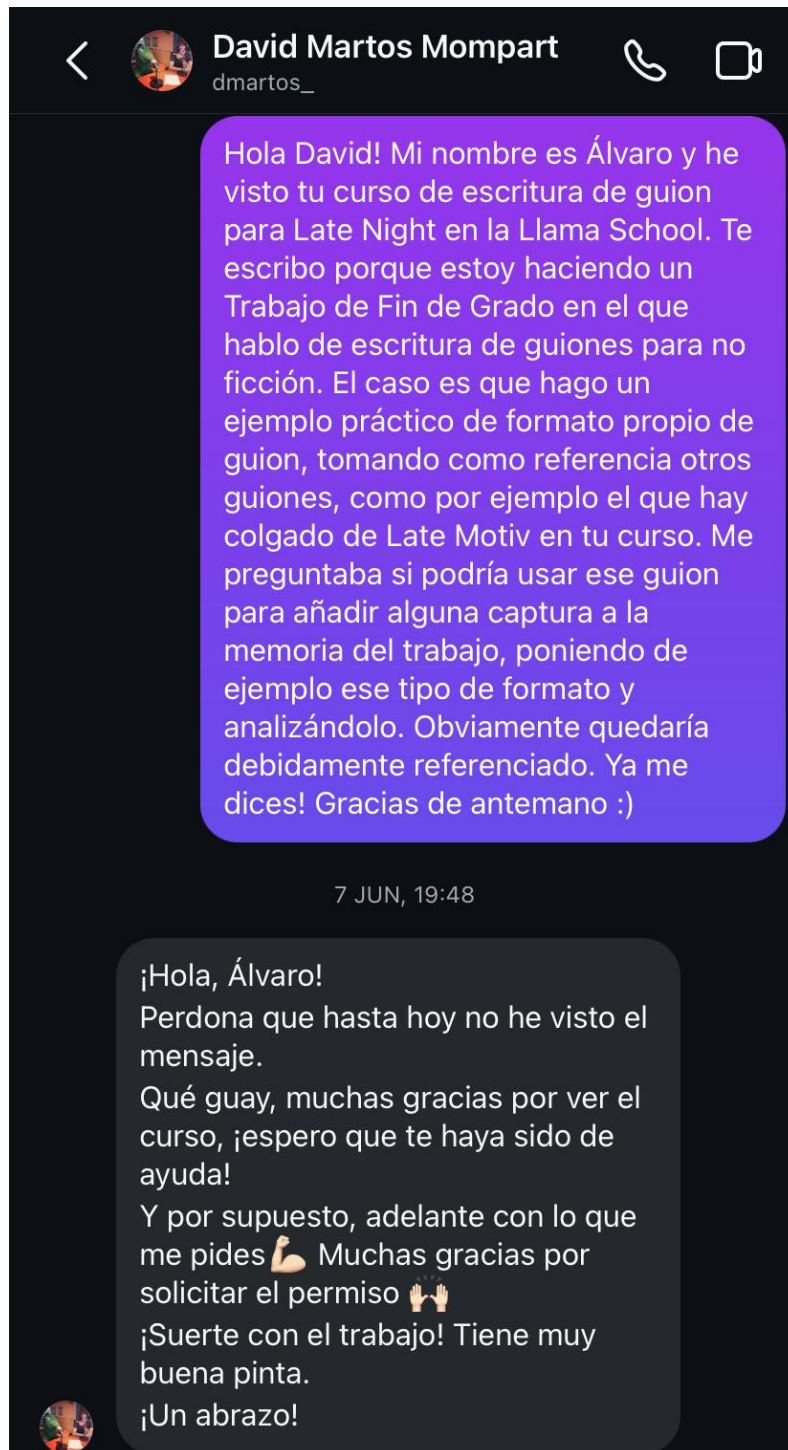 David Martos Mompart
dmartos_
Hola David! Mi nombre es Álvaro y he
visto tu curso de escritura de guion
para Late Night en la Llama School. Te
escribo porque estoy haciendo un
Trabajo de Fin de Grado en el que
hablo de escritura de guiones para no
ficción. El caso es que hago un
ejemplo práctico de formato propio de
guion, tomando como referencia otros
guiones, como por ejemplo el que hay
colgado de Late Motiv en tu curso. Me
preguntaba si podría usar ese guion
para añadir alguna captura a la
memoria del trabajo, poniendo de
ejemplo ese tipo de formato y
analizándolo. Obviamente quedaría
debidamente referenciado. Ya me
dices! Gracias de antemano :)
7 JUN, 19:48
¡Hola, Álvaro!
Perdona que hasta hoy no he visto el
mensaje.
Qué guay, muchas gracias por ver el
curso, ¡espero que te haya sido de
ayuda!
Y por supuesto, adelante con lo que
me pides💪🏻 Muchas gracias por
solicitar el permiso 🙌🏻
¡Suerte con el trabajo! Tiene muy
buena pinta.
¡Un abrazo!